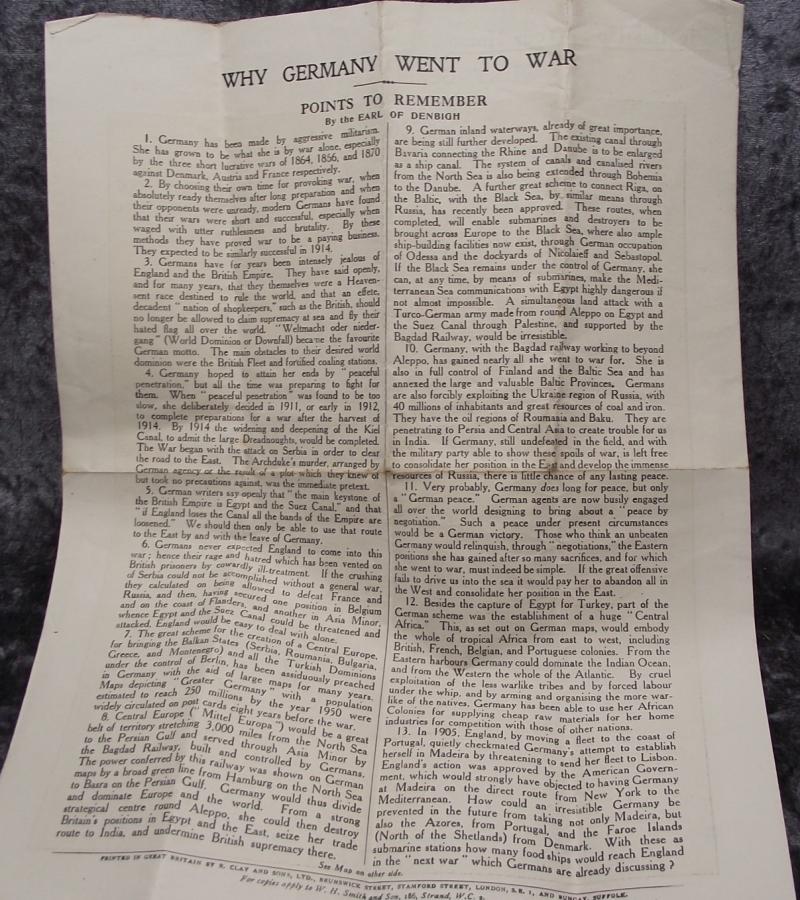 WHY GERMANY WENT TO WAR
POINTS TO REMEMBER
By the EARL OF DENBIGH
1. Germany has been made by aggressive militarism.
She has grown to be what she is by war alone, especially
by the three short lucrative wars of 1864, 1856, and 1870
against Denmark, Austria and France respectively.
2. By choosing their own time for provoking war, when
absolutely ready themselves after long preparation and when
their opponents were unready, modern Germans have found
that their wars were short and successful, especially when
waged with utter ruthlessness and brutality. By these
methods they have proved war to be a paying business.
They expected to be similarly successful in 1914.
3. Germans have for years been intensely jealous of
England and the British Empire. They have said openly,
and for many years, that they themselves were a Heaven-
sent race destined to rule the world, and that an effete,
decadent "nation of shopkeepers," such as the British, should
no longer be allowed to claim supremacy at sea and fly their
hated flag all over the world. "Weltmacht oder nieder-
gang" (World Dominion or Downfall) became the favourite
German motto. The main obstacles to their desired world
dominion were the British Fleet and fortified coaling stations.
4. Germany hoped to attain her ends by "peaceful
penetration," but all the time was preparing to fight for
them. When "peaceful penetration" was found to be too
slow, she deliberately decided in 1911, or early in 1912,
to complete preparations for a war after the harvest of
1914. By 1914 the widening and deepening of the Kiel
Canal, to admit the large Dreadnoughts, would be completed.
The War began with the attack on Serbia in order to clear
the road to the East. The Archduke's murder, arranged by
German agency or the result of a plot which they knew of
but took no precautions against, was the immediate pretext.
5. German writers say openly that "the main keystone of
the British Empire is Egypt and the Suez Canal," and that
"if England loses the Canal all the bands of the Empire are
loosened." We should then only be able to use that route
to the East by and with the leave of Germany.
6. Germans never expected England to come into this
war; hence their rage and hatred which has been vented on
British prisoners by cowardly ill-treatment. If the crushing
of Serbia could not be accomplished without a general war,
they calculated on being allowed to defeat France and
Russia, and then, having secured one position in Belgium
and on the coast of Flanders, and another in Asia Minor,
whence Egypt and the Suez Canal could be threatened and
attacked, England would be easy to deal with alone.
7. The great scheme for the creation of a Central Europe,
for bringing the Balkan States (Serbia, Roumania, Bulgaria,
Greece, and Montenegro) and all the Turkish Dominions
under the control of Berlin, has been assiduously preached
in Germany with the aid of large maps for many years.
Maps depicting "Greater Germany" with a population
estimated to reach 250 millions by the year 1950 were
widely circulated on post cards eight years before the war.
8. Central Europe ("Mittel Europa") would be a great
belt of territory stretching 3,000 miles from the North Sea
to the Persian Gulf and served through Asia Minor by
the Bagdad Railway, built and controlled by Germans.
The power conferred by this railway was shown on German
maps by a broad green line from Hamburg on the North Sea
to Basra on the Persian Gulf. Germany would thus divide
and dominate Europe and the world. From a strong
strategical centre round Aleppo, she could then destroy
Britain's positions in Egypt and the East, seize her trade
route to India, and undermine British supremacy there.
9. German inland waterways, already of great importance,
are being still further developed. The existing canal through
Bavaria connecting the Rhine and Danube is to be enlarged
as a ship canal. The system of canals and canalised rivers
from the North Sea is also being extended through Bohemia
to the Danube. A further great scheme to connect Riga, on
the Baltic, with the Black Sea, by similar means through
Russia, has recently been approved. These routes, when
completed, will enable submarines and destroyers to be
brought across Europe to the Black Sea, where also ample
ship-building facilities now exist, through German occupation
of Odessa and the dockyards of Nicolaieff and Sebastopol.
If the Black Sea remains under the control of Germany, she
can, at any time, by means of submarines, make the Medi-
terranean Sea communications with Egypt highly dangerous if
not almost impossible. A simultaneous land attack with a
Turco-German army made from round Aleppo on Egypt and
the Suez Canal through Palestine, and supported by the
Bagdad Railway, would be irresistible.
10. Germany, with the Bagdad railway working to beyond
Aleppo, has gained nearly all she went to war for. She is
also in full control of Finland and the Baltic Sea and has
annexed the large and valuable Baltic Provinces. Germans
are also forcibly exploiting the Ukraine region of Russia, with
40 millions of inhabitants and great resources of coal and iron.
They have the oil regions of Roumania and Baku. They are
penetrating to Persia and Central Asia to create trouble for us
in India. If Germany, still undefeated in the field, and with
the military party able to show these spoils of war, is left free
to consolidate her position in the East and develop the immense
resources of Russia, there is little chance of any lasting peace.
11. Very probably, Germany does long for peace, but only
a "German peace." German agents are now busily engaged
all over the world designing to bring about a "peace by
negotiation." Such a peace under present circumstances
would be a German victory. Those who think an unbeaten
Germany would relinquish, through "negotiations," the Eastern
positions she has gained after so many sacrifices, and for which
she went to war, must indeed be simple. If the great offensive
fails to drive us into the sea it would pay her to abandon all in
the West and consolidate her position in the East.
12. Besides the capture of Egypt for Turkey, part of the
German scheme was the establishment of a huge "Central
Africa." This, as set out on German maps, would embody
the whole of tropical Africa from east to west, including
British, French, Belgian, and Portuguese colonies. From the
Eastern harbours Germany could dominate the Indian Ocean,
and from the Western the whole of the Atlantic. By cruel
exploitation of the less warlike tribes and by forced labour
under the whip, and by arming and organising the more war-
like of the natives, Germany has been able to use her African
Colonies for supplying cheap raw materials for her home
industries for competition with those of other nations.
13. In 1905, England, by moving a fleet to the coast of
Portugal, quietly checkmated Germany's attempt to establish
herself in Madeira by threatening to send her fleet to Lisbon.
England's action was approved by the American Govern-
ment, which would strongly have objected to having Germany
at Madeira on the direct route from New York to the
Mediterranean. How could an irresistible Germany be
prevented in the future from taking not only Madeira, but
also the Azores, from Portugal, and the Faroe Islands
(North of the Shetlands) from Denmark. With these as
submarine stations how many food ships would reach England
in the "next war" which Germans are already discussing?
See Map on other side.
PRINTED IN GREAT BRITAIN BY R. CLAY AND SONS, LTD., BRUNSWICK STREET, STAMFORD STREET, LONDON, S.E. 1, AND BUNGAY, SUFFOLK.
For copies apply to W. H. Smith and Son, 186, Strand, W.C. 2.